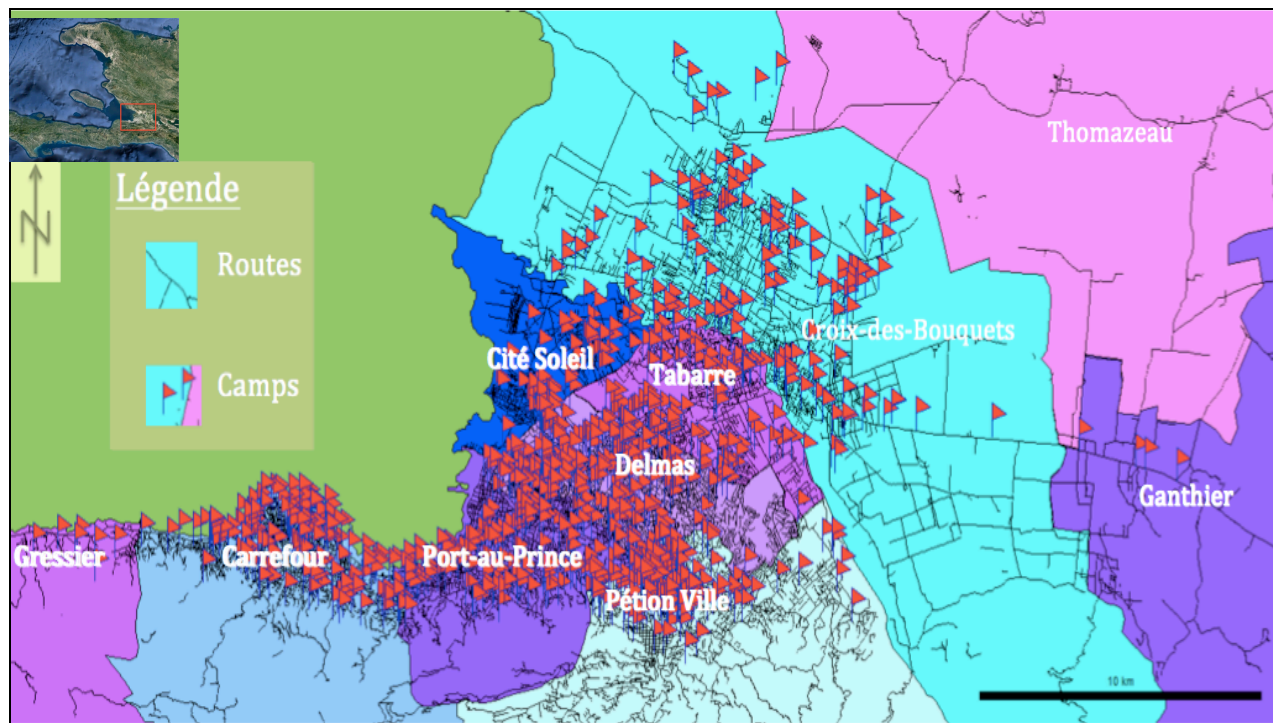 N
Légende
Routes
Camps
Thomazeau
Croix-des-Bouquets
Cité Soleil
Tabarre
Delmas
Ganthier
Gressier
Carrefour
Port-au-Prince
Pétion Ville
10 km